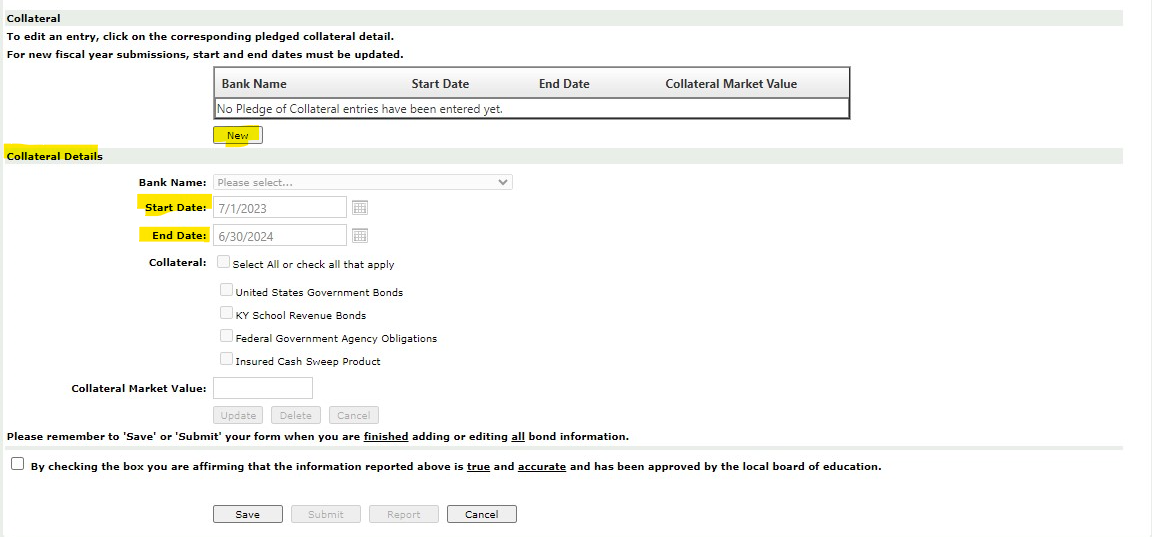 Collateral
To edit an entry, click on the corresponding pledged collateral detail.
For new fiscal year submissions, start and end dates must be updated.
Bank Name Start Date End Date Collateral Market Value
No Pledge of Collateral entries have been entered yet.
New
Collateral Details
Bank Name: Please select...
Start Date: 7/1/2023
End Date: 6/30/2024
Collateral: Select All or check all that apply
United States Government Bonds
KY School Revenue Bonds
Federal Government Agency Obligations
Insured Cash Sweep Product
Collateral Market Value:
Update Delete Cancel
Please remember to 'Save' or 'Submit' your form when you are finished adding or editing all bond information.
By checking the box you are affirming that the information reported above is true and accurate and has been approved by the local board of education.
Save Submit Report Cancel